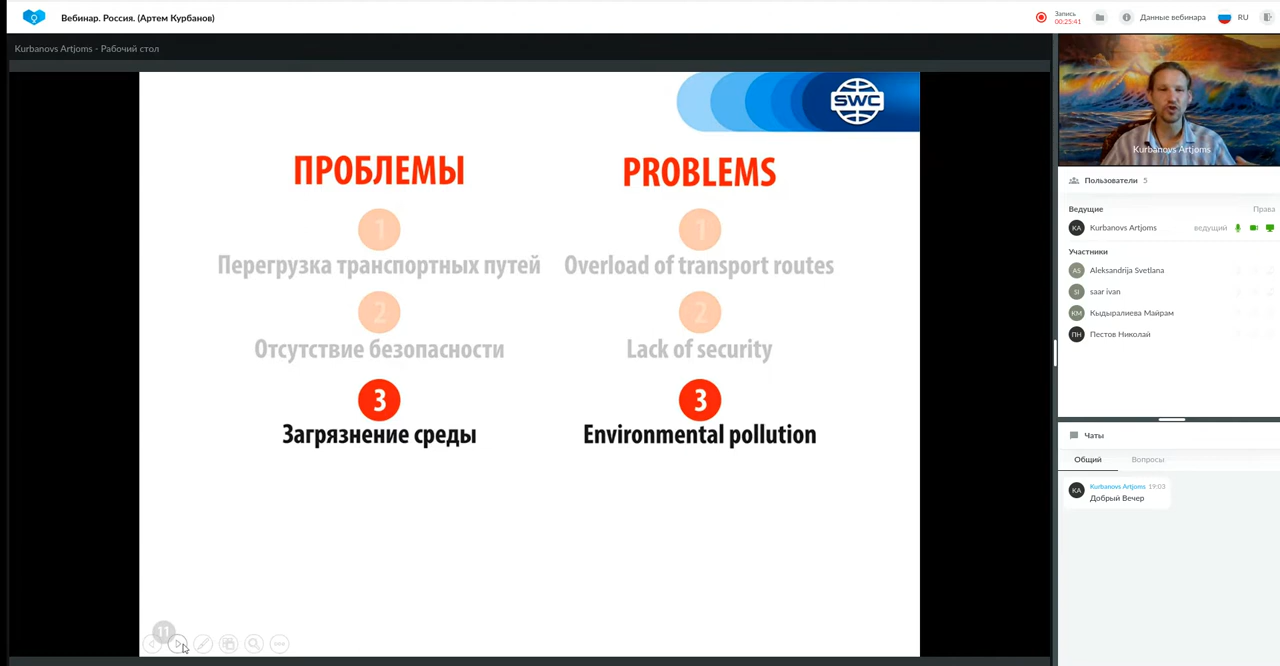 Вебинар. Россия. (Артем Курбанов)
Запись
00:25:41
Данные вебинара
RU
Kurbanovs Artjoms - Рабочий стол
SWC
ПРОБЛЕМЫ
PROBLEMS
1
1
Перегрузка транспортных путей
Overload of transport routes
2
2
Отсутствие безопасности
Lack of security
3
3
Загрязнение среды
Environmental pollution
11
Kurbanovs Artjoms
Пользователи 5
Ведущие
Права
KA Kurbanovs Artjoms ведущий
Участники
AS Aleksandrija Svetlana
SI saar ivan
КМ Кыдыралиева Майрам
ПН Пестов Николай
Чаты
Общий
Вопросы
KA Kurbanovs Artjoms 19:03
Добрый Вечер